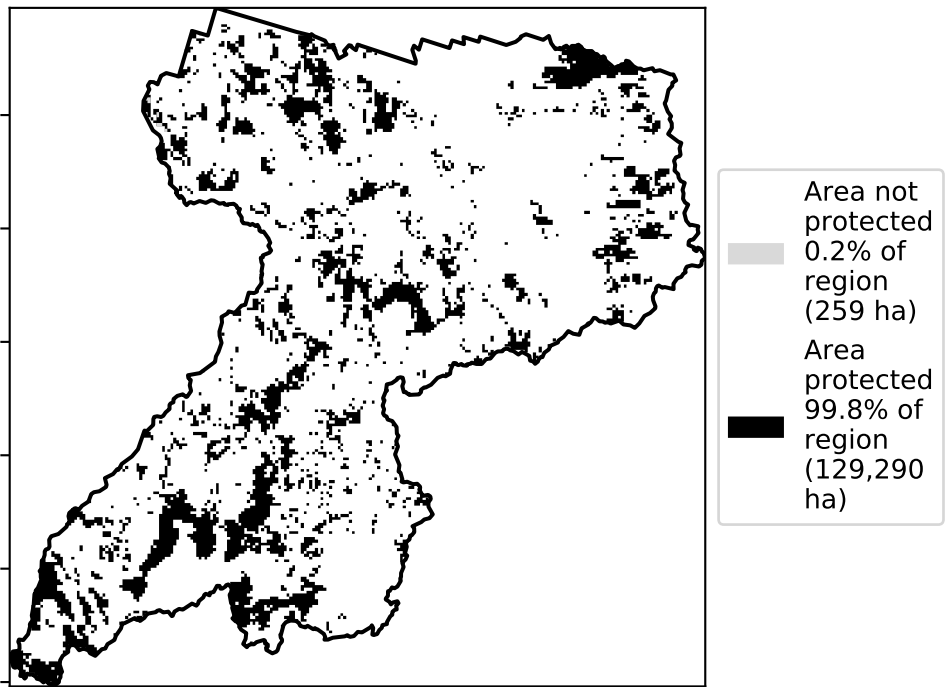 Area not
protected
0.2% of
region
(259 ha)
Area
protected
99.8% of
region
(129,290
ha)